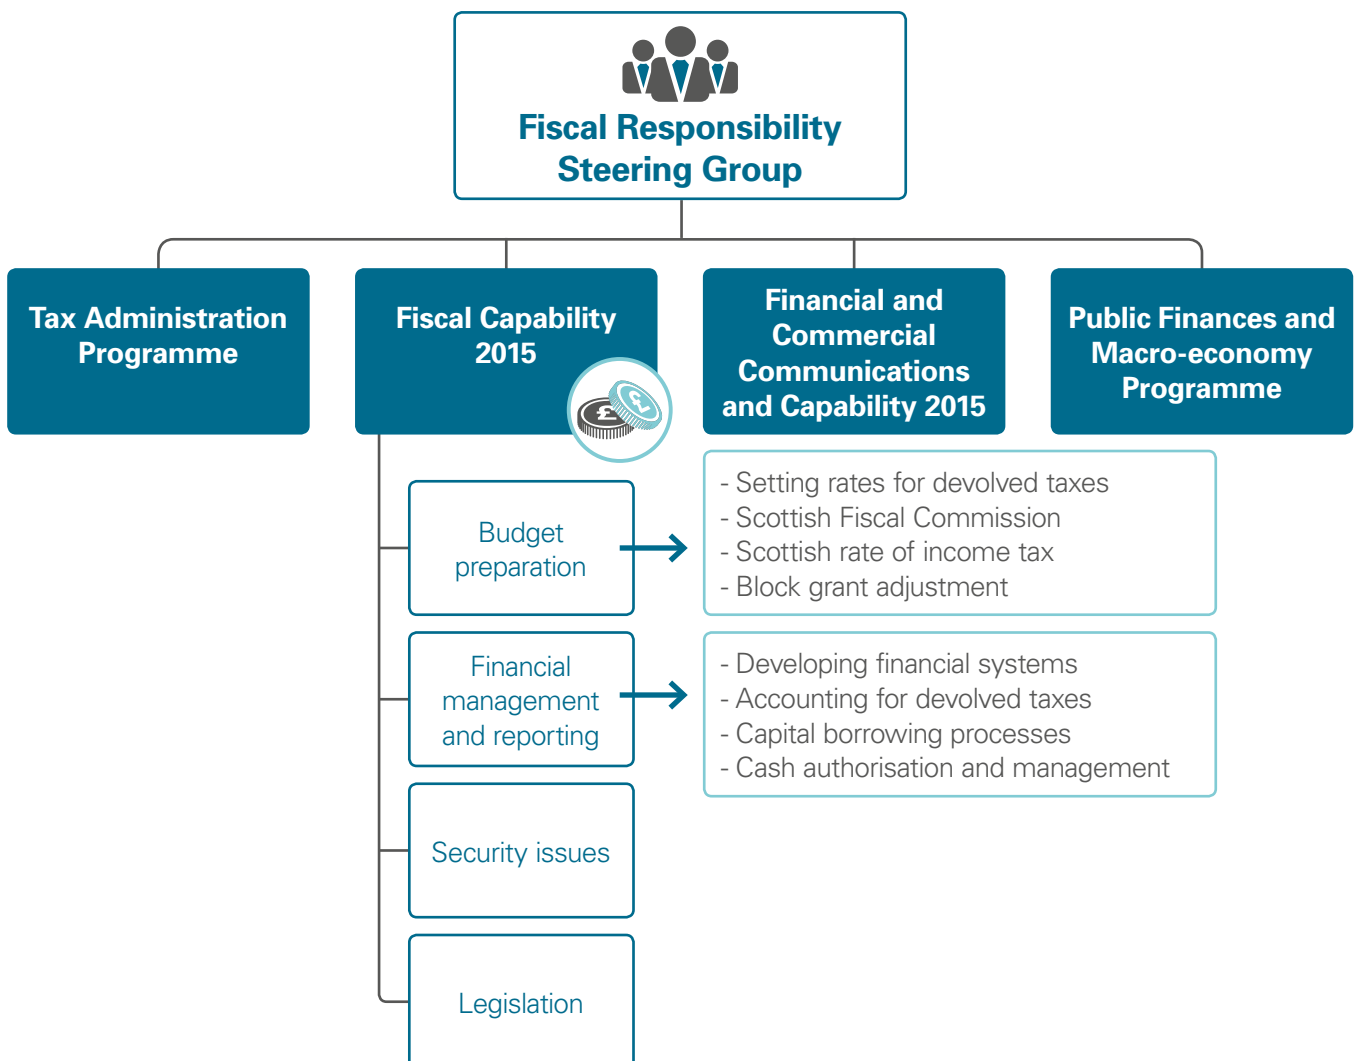 Fiscal Responsibility
Steering Group
Tax Administration
Programme
Fiscal Capability
2015
££
Financial and
Commercial
Communications
and Capability 2015
Public Finances and
Macro-economy
Programme
Budget
preparation
- Setting rates for devolved taxes
- Scottish Fiscal Commission
- Scottish rate of income tax
- Block grant adjustment
Financial
management
and reporting
- Developing financial systems
- Accounting for devolved taxes
- Capital borrowing processes
- Cash authorisation and management
Security issues
Legislation